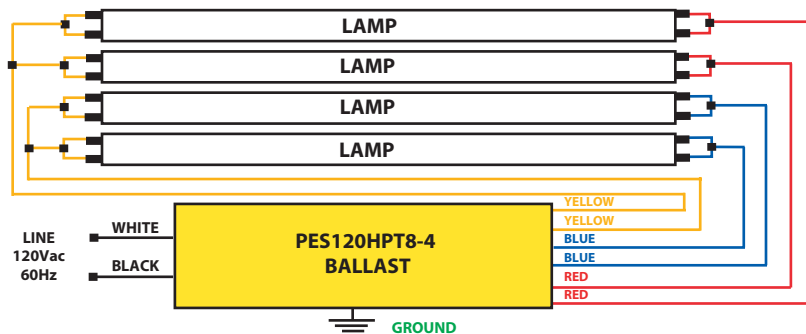 LAMP
LAMP
LAMP
LAMP
YELLOW
YELLOW
BLUE
BLUE
RED
RED
WHITE
LINE
120Vac
60Hz
BLACK
PES120HPT8-4
BALLAST
GROUND